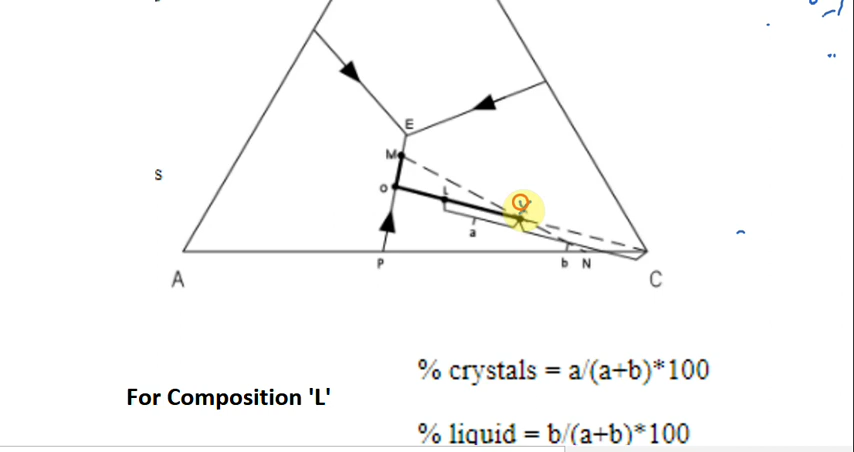 E
M
S
O
L
a
P
b N
A
C
% crystals = a/(a+b)*100
For Composition 'L'
% liquid = b/(a+b)*100